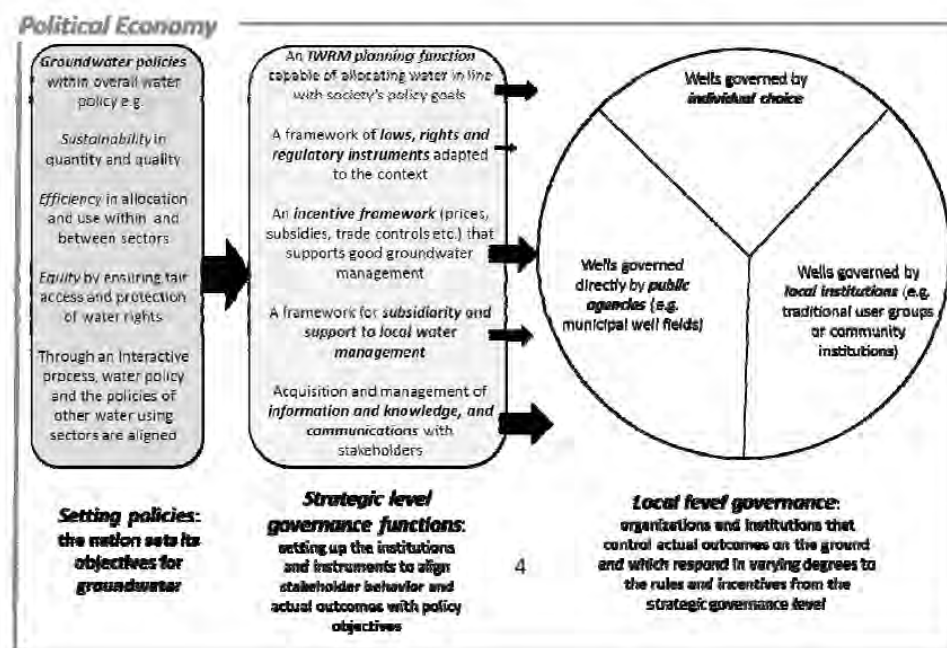 Political Economy
Groundwater policies
within overall water
policy e.g.
Sustainability in
quantity and quality
Efficiency in allocation
and use within and
between sectors
Equity by ensuring fair
access and protection
of water rights
Through an interactive
process, water policy
and the policies of
other water using
sectors are aligned
An IWRM planning function
capable of allocating water in line
with society's policy goals
A framework of laws, rights and
regulatory instruments adapted
to the context
An incentive framework (prices,
subsidies, trade controls etc.) that
supports good groundwater
management
A framework for subsidiarity and
support to local water
management
Acquisition and management of
information and knowledge, and
communications with
stakeholders
Wells governed by
individual choice
Wells governed
directly by public
agencies (e.g.
municipal well fields)
Wells governed by
local institutions (e.g.
traditional user groups
or community
institutions)
Setting policies:
the nation sets its
objectives for
groundwater
Strategic level
governance functions:
setting up the institutions
and instruments to align
stakeholder behavior and
actual outcomes with policy
objectives
4
Local level governance:
organizations and institutions that
control actual outcomes on the ground
and which respond in varying degrees to
the rules and incentives from the
strategic governance level